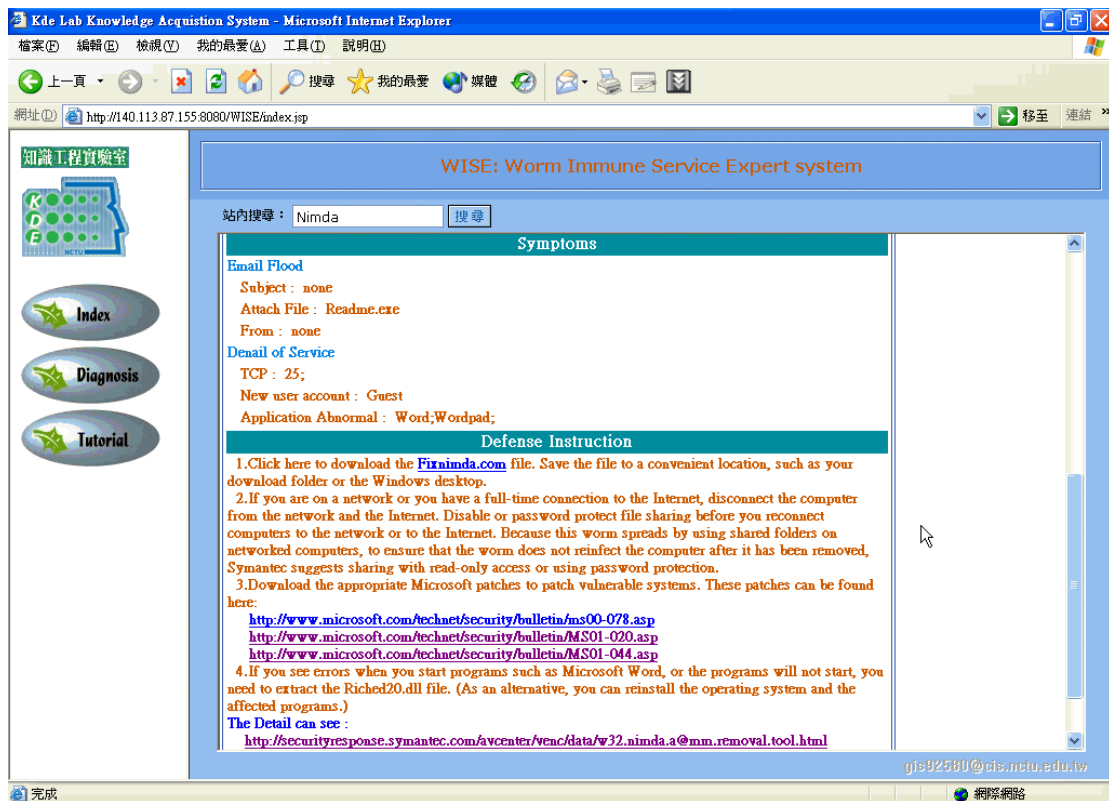 Kde Lab Knowledge Acquistion System - Microsoft Internet Explorer
檔案(F) 編輯(E) 檢視(V) 我的最愛(A) 工具(T) 說明(H)
上一頁 搜尋 我的最愛 媒體
網址(D) http://140.113.87.155:8080/WISE/index.jsp 移至 連結 »
知識工程實驗室
KDE
NCTU
Index
Diagnosis
Tutorial
WISE: Worm Immune Service Expert system
站內搜尋： Nimda 搜尋
Symptoms
Email Flood
Subject : none
Attach File : Readme.exe
From : none
Denail of Service
TCP : 25;
New user account : Guest
Application Abnormal : Word;Wordpad;
Defense Instruction
1.Click here to download the Fixnimda.com file. Save the file to a convenient location, such as your
download folder or the Windows desktop.
2.If you are on a network or you have a full-time connection to the Internet, disconnect the computer
from the network and the Internet. Disable or password protect file sharing before you reconnect
computers to the network or to the Internet. Because this worm spreads by using shared folders on
networked computers, to ensure that the worm does not reinfect the computer after it has been removed,
Symantec suggests sharing with read-only access or using password protection.
3.Download the appropriate Microsoft patches to patch vulnerable systems. These patches can be found
here:
http://www.microsoft.com/technet/security/bulletin/ms00-078.asp
http://www.microsoft.com/technet/security/bulletin/MS01-020.asp
http://www.microsoft.com/technet/security/bulletin/MS01-044.asp
4.If you see errors when you start programs such as Microsoft Word, or the programs will not start, you
need to extract the Riched20.dll file. (As an alternative, you can reinstall the operating system and the
affected programs.)
The Detail can see :
http://securityresponse.symantec.com/avcenter/venc/data/w32.nimda.a@mm.removal.tool.html
gis92580@cis.nctu.edu.tw
完成 網際網路